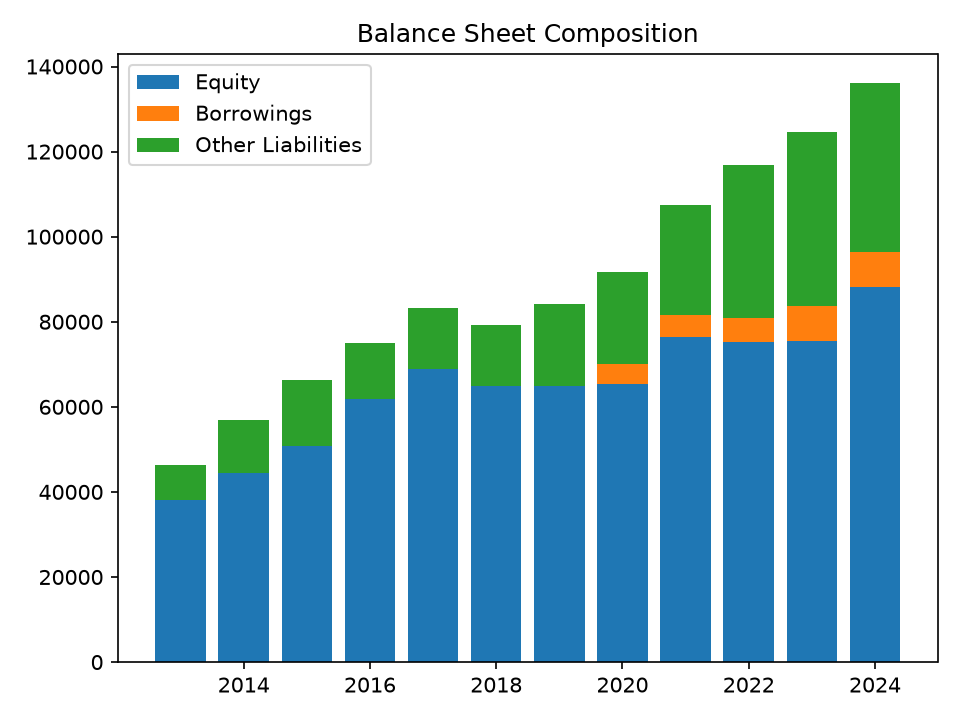 Balance Sheet Composition
Equity
Borrowings
Other Liabilities
140000
120000
100000
80000
60000
40000
20000
0
2014 2016 2018 2020 2022 2024